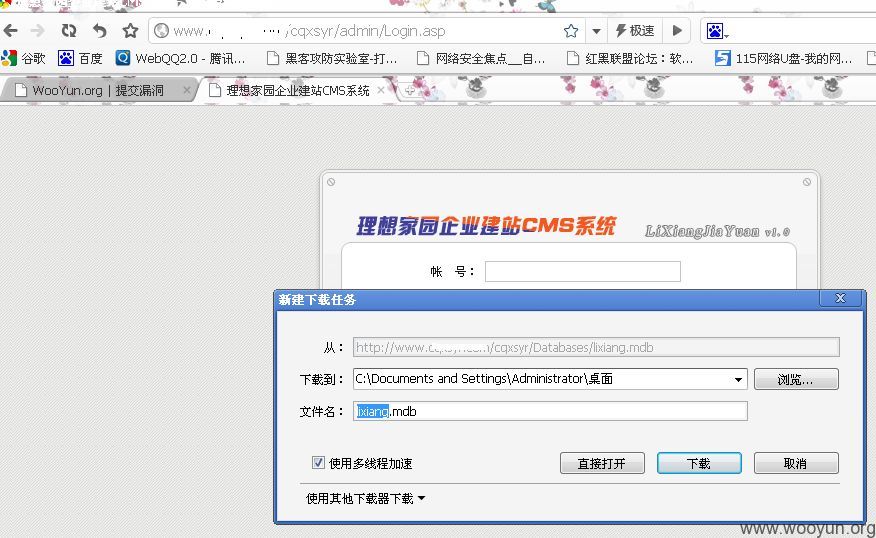 www. /cqxsyr/admin/Login.asp 极速
谷歌 百度 WebQQ2.0 - 腾讯... 黑客攻防实验室-打... 网络安全焦点__自... 红黑联盟论坛：软... 115网络U盘-我的网...
WooYun.org | 提交漏洞 理想家园企业建站CMS系统
理想家园企业建站CMS系统 LiXiangJiaYuan v1.0
帐 号：
新建下载任务
从： http://www. /cqxsyr/Databases/lixiang.mdb
下载到： C:\Documents and Settings\Administrator\桌面 浏览...
文件名： lixiang.mdb
使用多线程加速 直接打开 下载 取消
使用其他下载器下载
www.wooyun.org